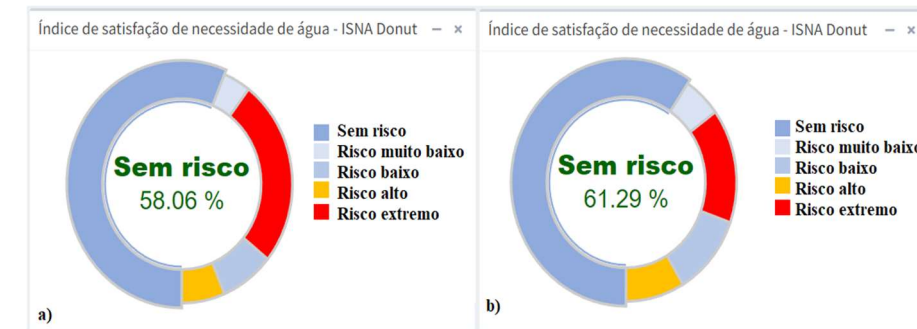 Índice de satisfação de necessidade de água - ISNA Donut
Sem risco
58.06 %
Sem risco
Risco muito baixo
Risco baixo
Risco alto
Risco extremo
a)
Índice de satisfação de necessidade de água - ISNA Donut
Sem risco
61.29 %
Sem risco
Risco muito baixo
Risco baixo
Risco alto
Risco extremo
b)